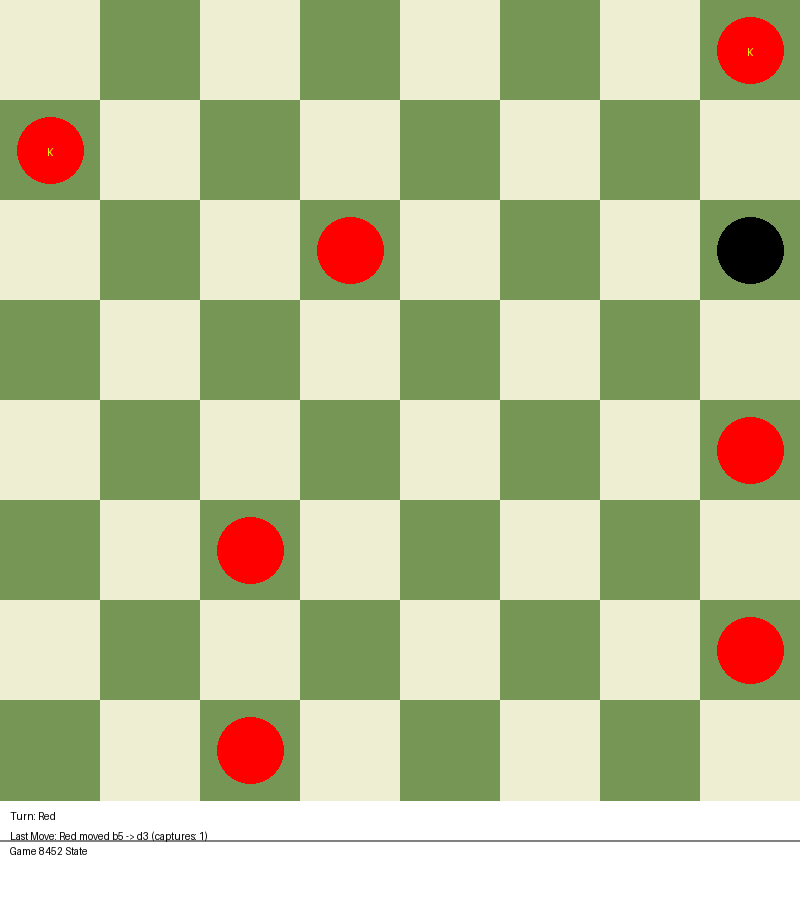 K
K
Turn: Red
Last Move: Red moved b5 -> d3 (captures: 1)
Game 8452 State